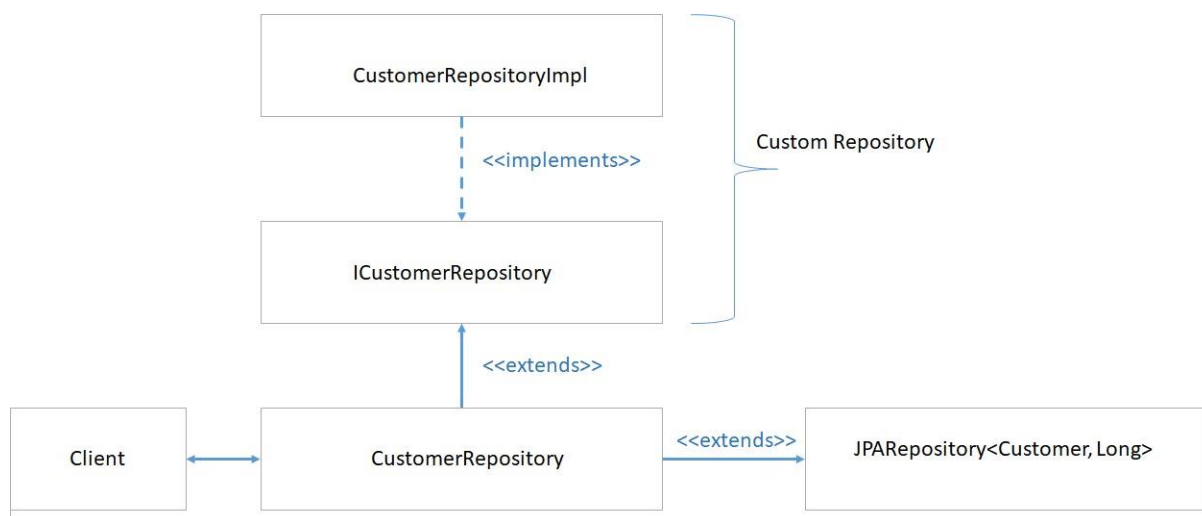 CustomerRepositoryImpl
<<implements>>
Custom Repository
ICustomerRepository
<<extends>>
Client
CustomerRepository
<<extends>>
JPARepository<Customer, Long>